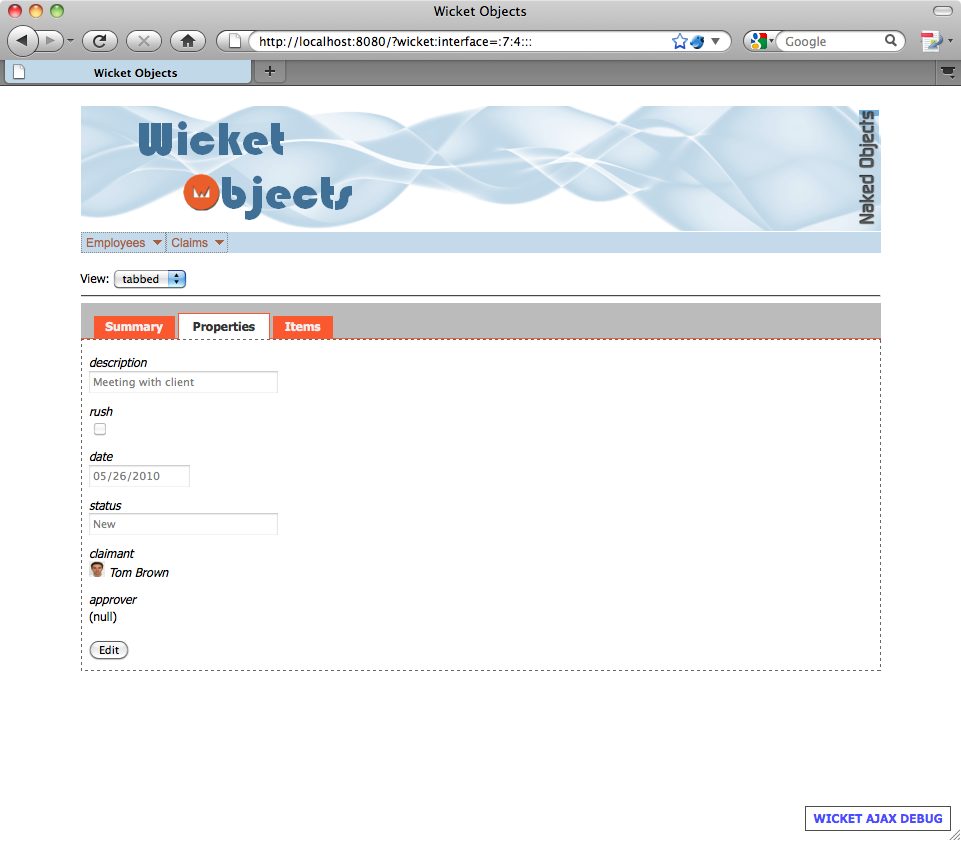 Wicket Objects
http://localhost:8080/?wicket:interface=:7:4:::
Google
Wicket Objects
Wicket
Objects
Naked Objects
Employees Claims
View: tabbed
Summary Properties Items
description
Meeting with client
rush
date
05/26/2010
status
New
claimant
Tom Brown
approver
(null)
Edit
WICKET AJAX DEBUG